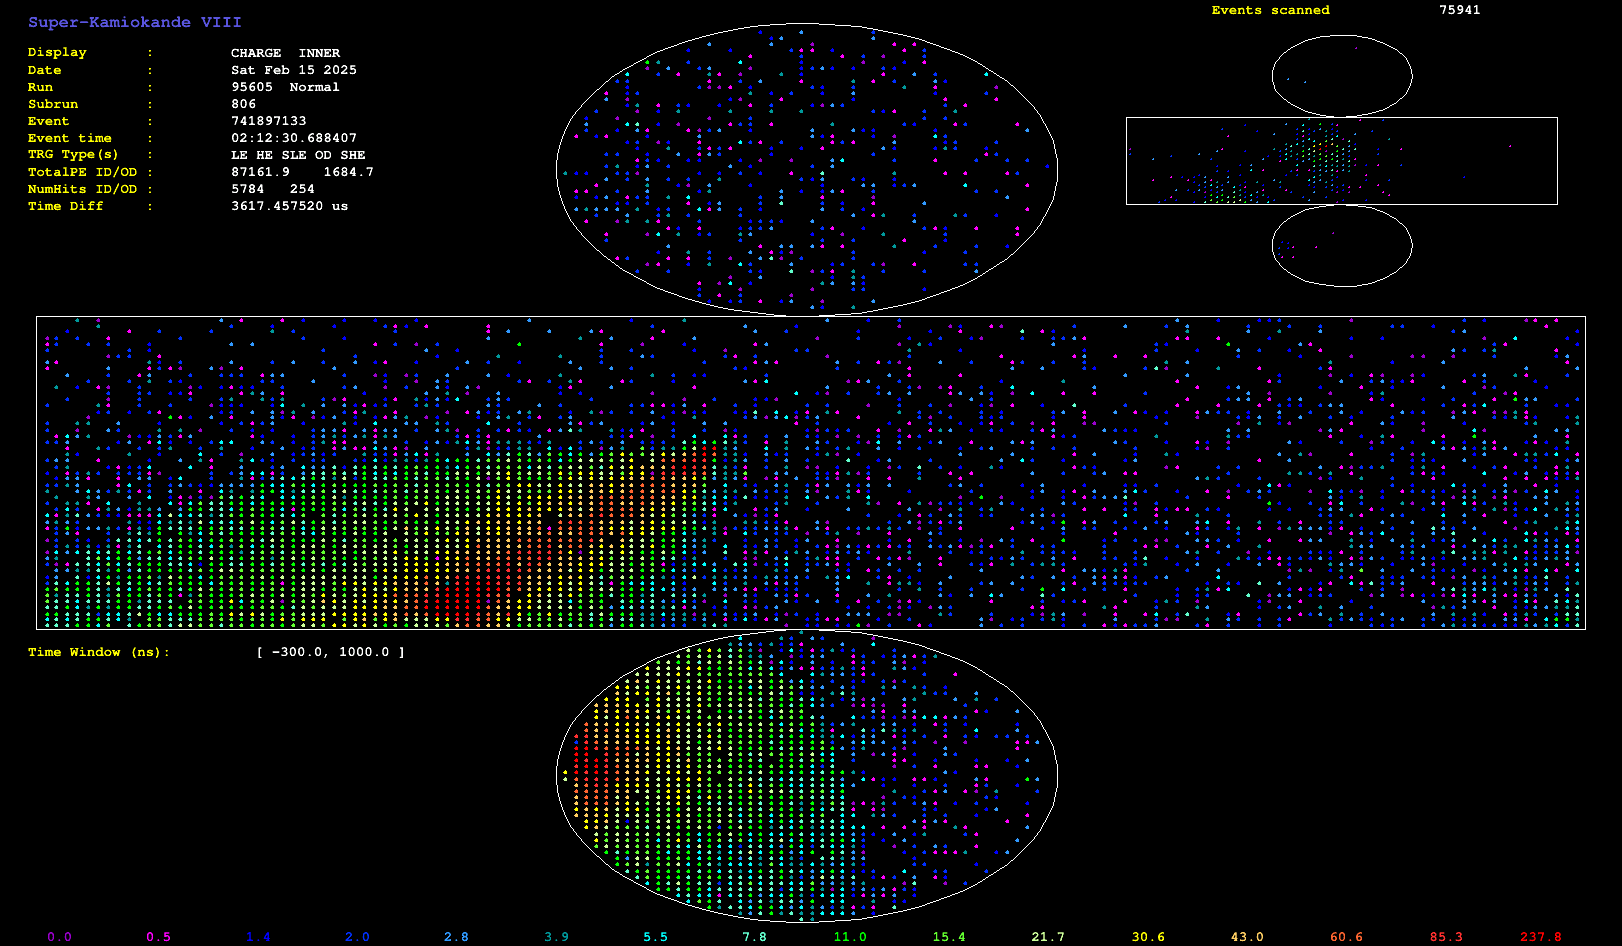 Super-Kamiokande VIII
Events scanned 75941
Display : CHARGE INNER
Date : Sat Feb 15 2025
Run : 95605 Normal
Subrun : 806
Event : 741897133
Event time : 02:12:30.688407
TRG Type(s) : LE HE SLE OD SHE
TotalPE ID/OD : 87161.9 1684.7
NumHits ID/OD : 5784 254
Time Diff : 3617.457520 us
Time Window (ns): [ -300.0, 1000.0 ]
0.0 0.5 1.4 2.0 2.8 3.9 5.5 7.8 11.0 15.4 21.7 30.6 43.0 60.6 85.3 237.8